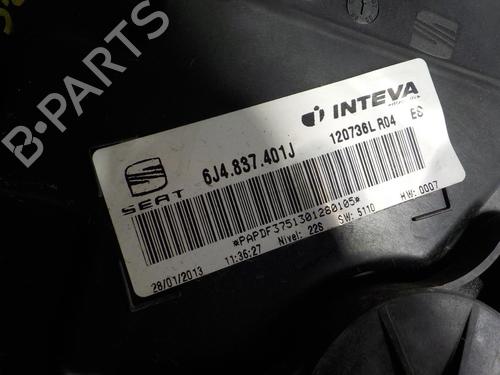 B-PARTS
SEAT
6J4.837.401J
INTEVA
120736L R04 ES
*PAPDF3751301280105*
28/01/2013 11:36:27 Nivel: 226 SW: 5110 HW: 0007